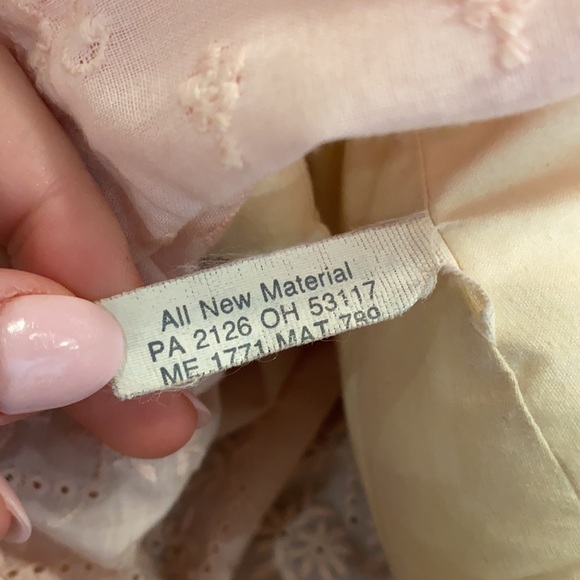 All New Material
PA 2126 OH 53117
ME 1771 MAT 789